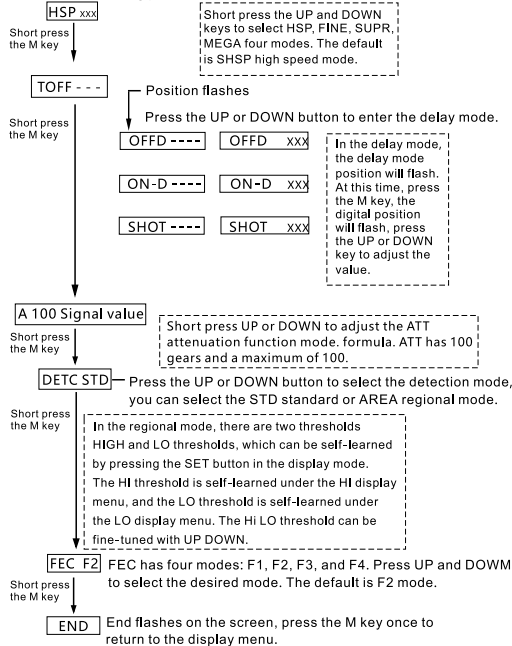 HSP xxx
Short press
the M key
Short press the UP and DOWN
keys to select HSP, FINE, SUPR,
MEGA four modes. The default
is SHSP high speed mode.
TOFF - - -
Position flashes
Short press
the M key
Press the UP or DOWN button to enter the delay mode.
OFFD ---- OFFD xxx
ON-D ---- ON-D xxx
SHOT ---- SHOT xxx
In the delay mode,
the delay mode
position will flash.
At this time, press
the M key, the
digital position
will flash, press
the UP or DOWN
key to adjust the
value.
A 100 Signal value
Short press
the M key
Short press UP or DOWN to adjust the ATT
attenuation function mode. formula. ATT has 100
gears and a maximum of 100.
DETC STD
Press the UP or DOWN button to select the detection mode,
you can select the STD standard or AREA regional mode.
Short press
the M key
In the regional mode, there are two thresholds
HIGH and LO thresholds, which can be self-learned
by pressing the SET button in the display mode.
The HI threshold is self-learned under the HI display
menu, and the LO threshold is self-learned under
the LO display menu. The Hi LO threshold can be
fine-tuned with UP DOWN.
FEC F2
FEC has four modes: F1, F2, F3, and F4. Press UP and DOWM
to select the desired mode. The default is F2 mode.
Short press
the M key
END
End flashes on the screen, press the M key once to
return to the display menu.